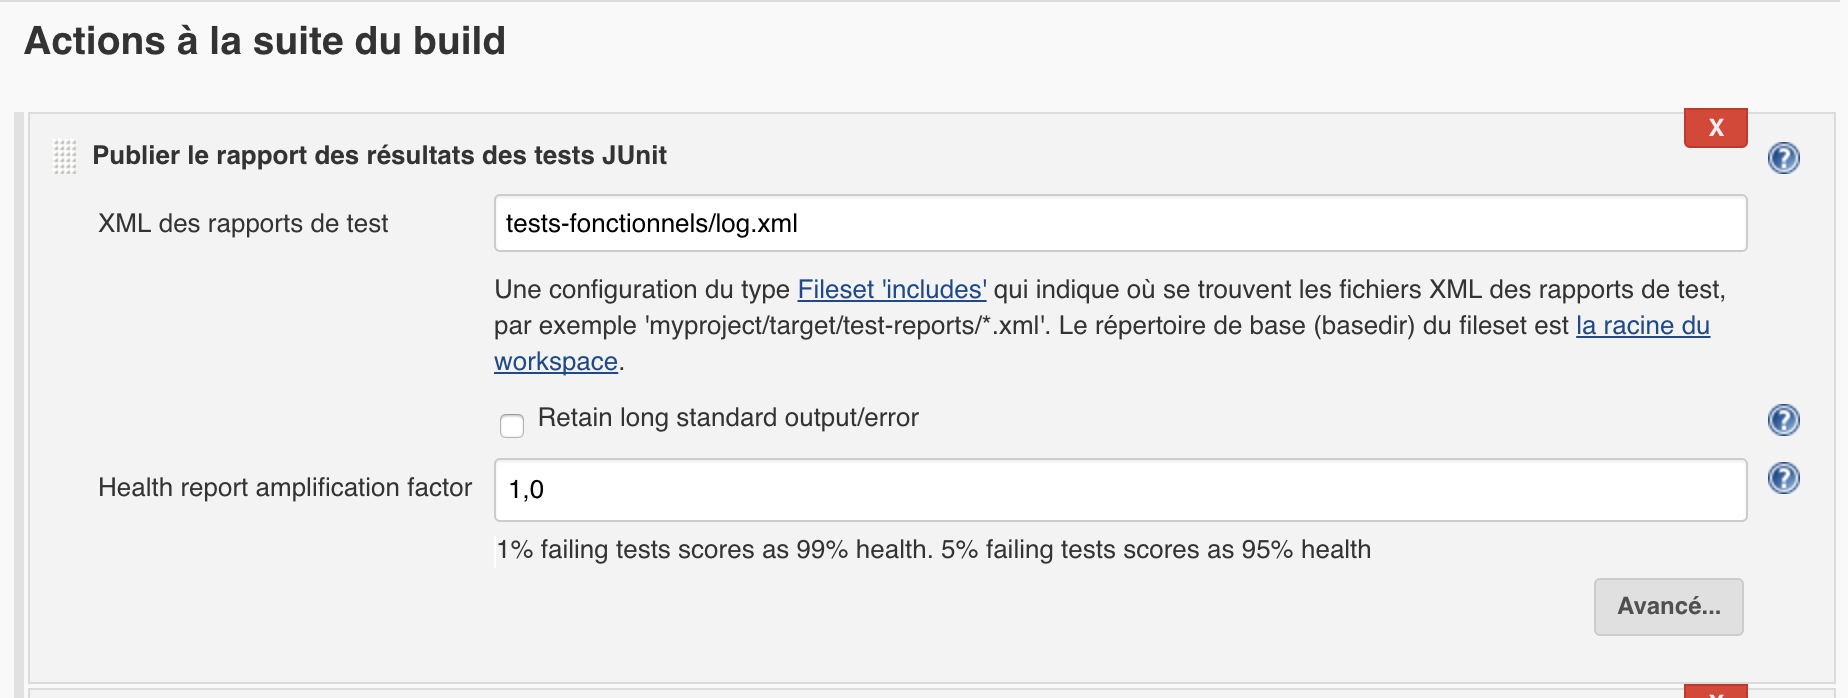 Actions à la suite du build
X
Publier le rapport des résultats des tests JUnit
?
XML des rapports de test
tests-fonctionnels/log.xml
Une configuration du type Fileset 'includes' qui indique où se trouvent les fichiers XML des rapports de test,
par exemple 'myproject/target/test-reports/*.xml'. Le répertoire de base (basedir) du fileset est la racine du
workspace.
Retain long standard output/error
?
Health report amplification factor
1,0
?
1% failing tests scores as 99% health. 5% failing tests scores as 95% health
Avancé...
X